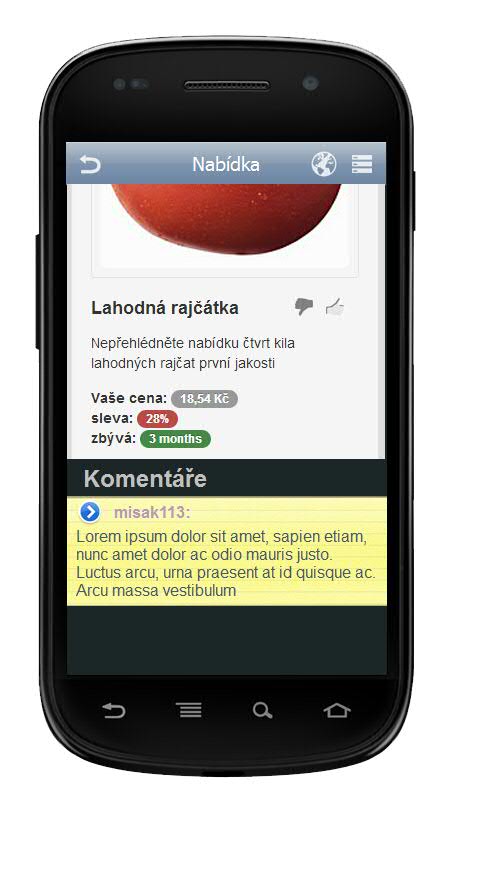 Nabídka
Lahodná rajčátka
Nepřehlédněte nabídku čtvrt kila
lahodných rajčat první jakosti
Vaše cena: 18,54 Kč
sleva: 28%
zbývá: 3 months
Komentáře
misak113:
Lorem ipsum dolor sit amet, sapien etiam,
nunc amet dolor ac odio mauris justo.
Luctus arcu, urna praesent at id quisque ac.
Arcu massa vestibulum